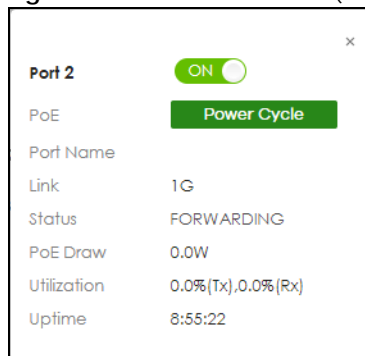 ×
Port 2 ON
PoE Power Cycle
Port Name
Link 1G
Status FORWARDING
PoE Draw 0.0W
Utilization 0.0%(Tx),0.0%(Rx)
Uptime 8:55:22